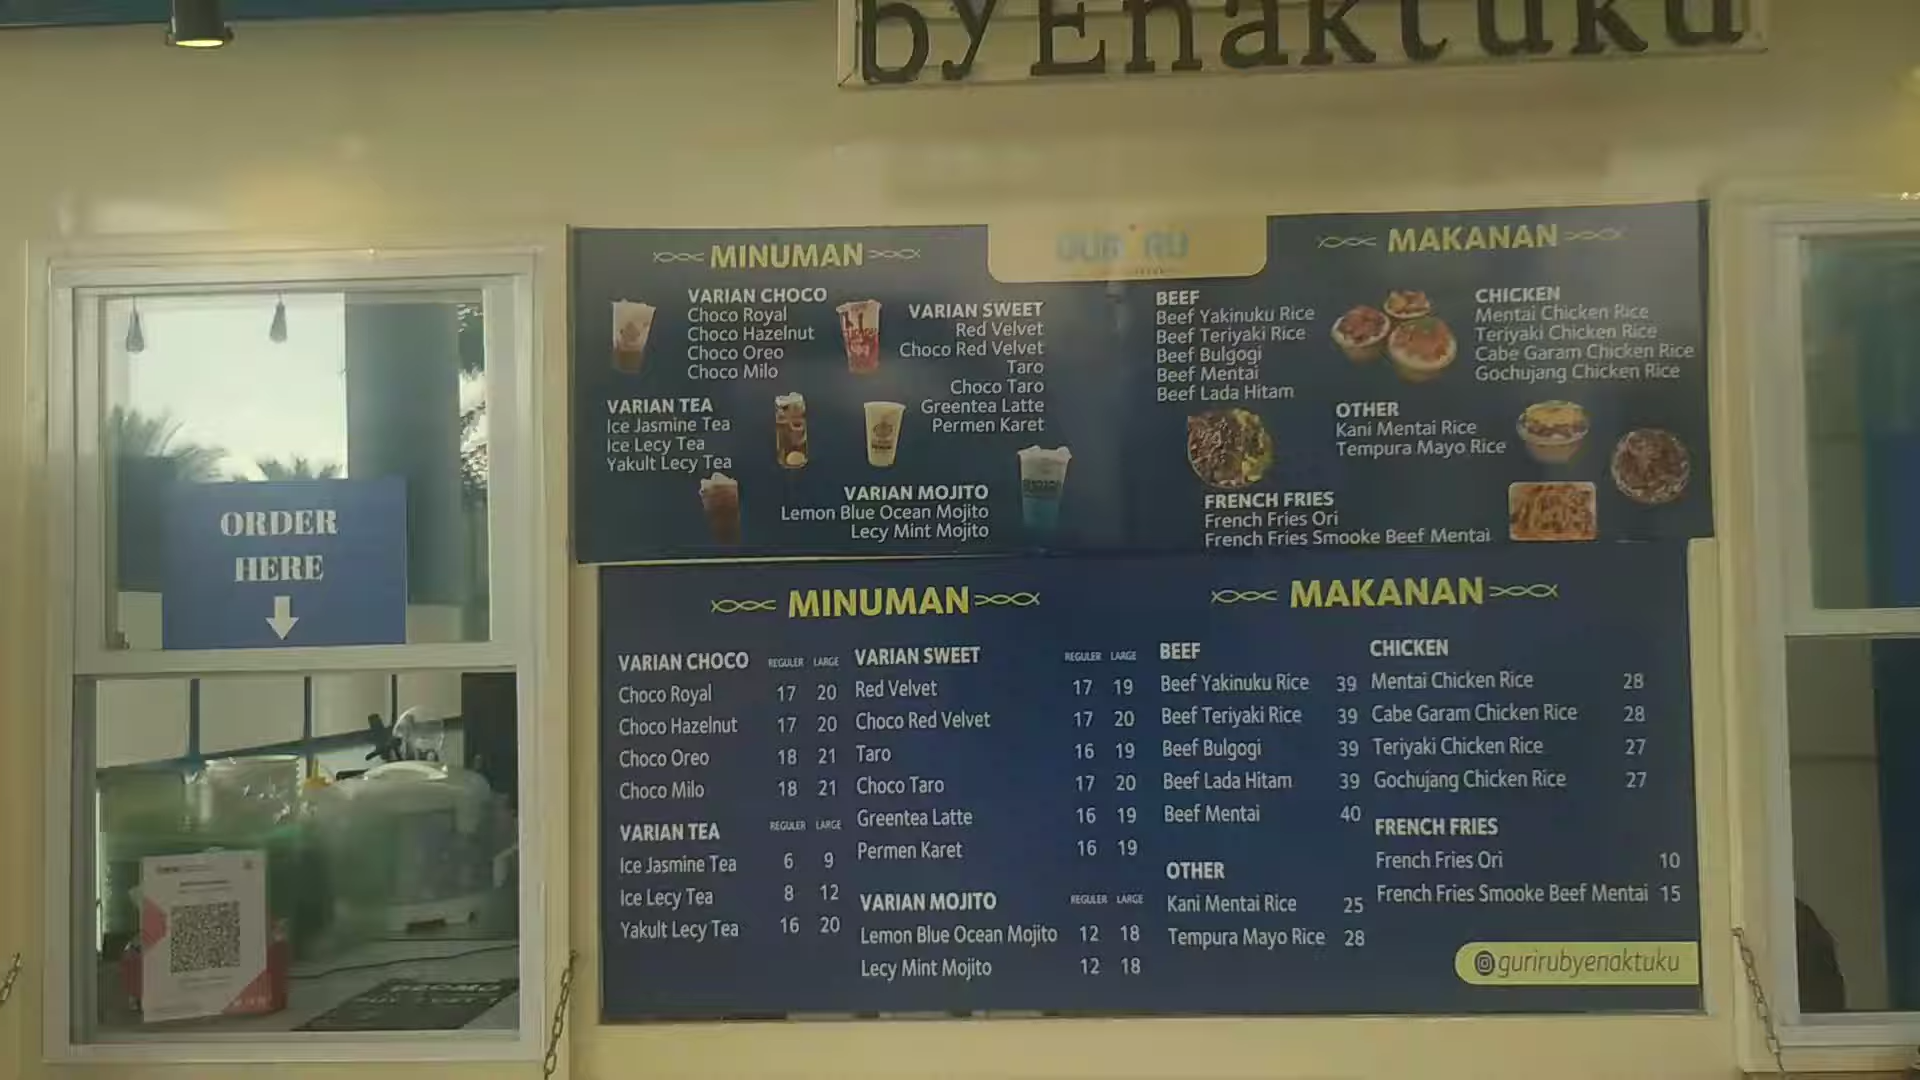 byEnaktuku
MINUMAN
VARIAN CHOCO
Choco Royal
Choco Hazelnut
Choco Oreo
Choco Milo
VARIAN SWEET
Red Velvet
Choco Red Velvet
Taro
Choco Taro
Greentea Latte
Permen Karet
VARIAN TEA
Ice Jasmine Tea
Ice Lecy Tea
Yakult Lecy Tea
VARIAN MOJITO
Lemon Blue Ocean Mojito
Lecy Mint Mojito
MAKANAN
BEEF
Beef Yakinuku Rice
Beef Teriyaki Rice
Beef Bulgogi
Beef Mentai
Beef Lada Hitam
CHICKEN
Mentai Chicken Rice
Teriyaki Chicken Rice
Cabe Garam Chicken Rice
Gochujang Chicken Rice
OTHER
Kani Mentai Rice
Tempura Mayo Rice
FRENCH FRIES
French Fries Ori
French Fries Smooke Beef Mentai
ORDER
HERE
MINUMAN
VARIAN CHOCO REGULER LARGE
Choco Royal 17 20
Choco Hazelnut 17 20
Choco Oreo 18 21
Choco Milo 18 21
VARIAN TEA REGULER LARGE
Ice Jasmine Tea 6 9
Ice Lecy Tea 8 12
Yakult Lecy Tea 16 20
VARIAN SWEET REGULER LARGE
Red Velvet 17 19
Choco Red Velvet 17 20
Taro 16 19
Choco Taro 17 20
Greentea Latte 16 19
Permen Karet 16 19
VARIAN MOJITO REGULER LARGE
Lemon Blue Ocean Mojito 12 18
Lecy Mint Mojito 12 18
MAKANAN
BEEF
Beef Yakinuku Rice 39
Beef Teriyaki Rice 39
Beef Bulgogi 39
Beef Lada Hitam 39
Beef Mentai 40
OTHER
Kani Mentai Rice 25
Tempura Mayo Rice 28
CHICKEN
Mentai Chicken Rice 28
Cabe Garam Chicken Rice 28
Teriyaki Chicken Rice 27
Gochujang Chicken Rice 27
FRENCH FRIES
French Fries Ori 10
French Fries Smooke Beef Mentai 15
gurirubyenaktuku